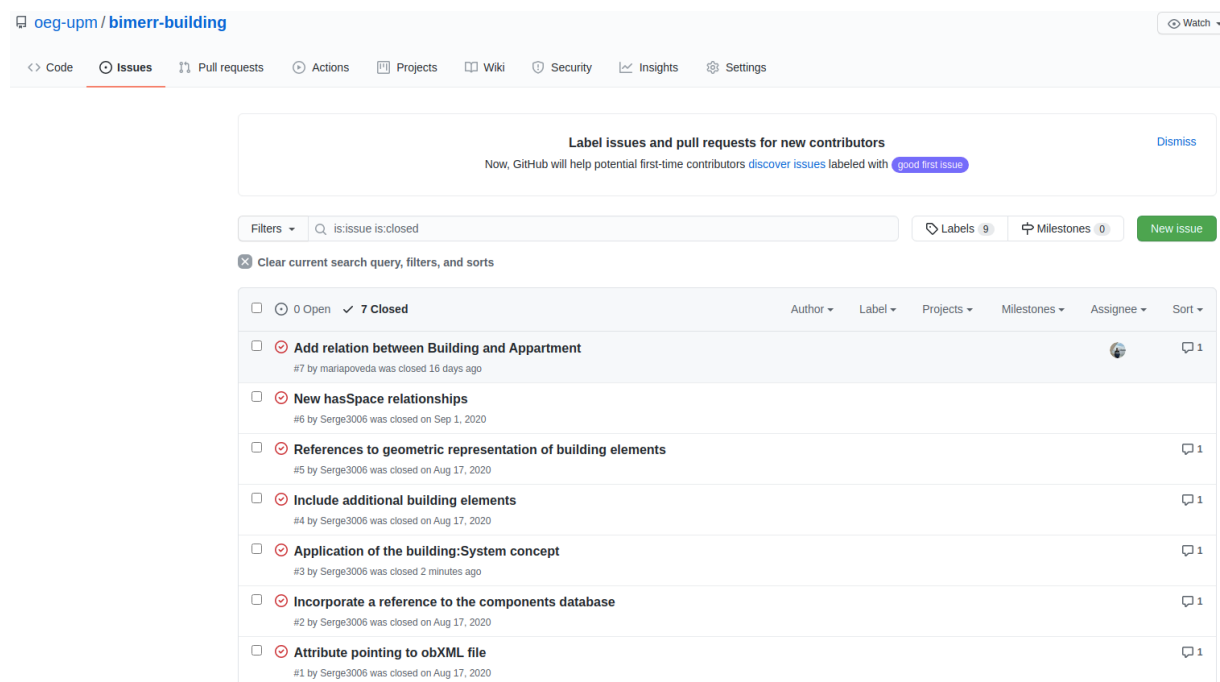 oeg-upm / bimerr-building
Watch
Code Issues Pull requests Actions Projects Wiki Security Insights Settings
Label issues and pull requests for new contributors
Dismiss
Now, GitHub will help potential first-time contributors discover issues labeled with good first issue
Filters is:issue is:closed Labels 9 Milestones 0 New issue
Clear current search query, filters, and sorts
0 Open 7 Closed Author Label Projects Milestones Assignee Sort
Add relation between Building and Appartment 1
#7 by mariapoveda was closed 16 days ago
New hasSpace relationships
#6 by Serge3006 was closed on Sep 1, 2020
References to geometric representation of building elements 1
#5 by Serge3006 was closed on Aug 17, 2020
Include additional building elements 1
#4 by Serge3006 was closed on Aug 17, 2020
Application of the building:System concept 1
#3 by Serge3006 was closed 2 minutes ago
Incorporate a reference to the components database 1
#2 by Serge3006 was closed on Aug 17, 2020
Attribute pointing to obXML file 1
#1 by Serge3006 was closed on Aug 17, 2020